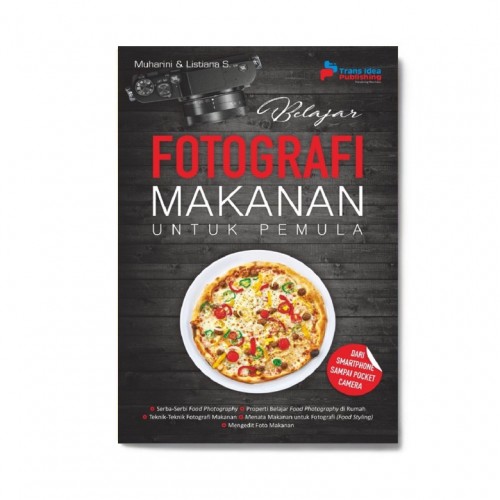 Muharini & Listiana S.
Trans Idea
Publishing
Belajar
FOTOGRAFI
MAKANAN
UNTUK PEMULA
DARI
SMARTPHONE
SAMPAI POCKET
CAMERA
Serba-Serbi Food Photography Properti Belajar Food Photography di Rumah
Teknik-Teknik Fotografi Makanan Menata Makanan untuk Fotografi (Food Styling)
Mengedit Foto Makanan